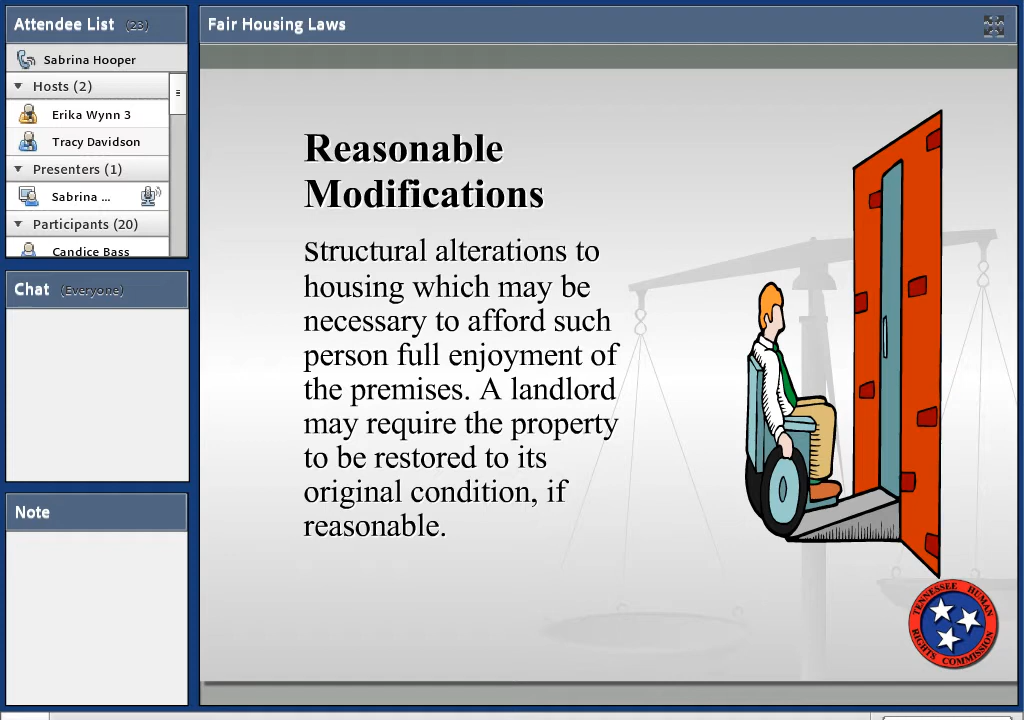 Attendee List (23)
Sabrina Hooper
Hosts (2)
Erika Wynn 3
Tracy Davidson
Presenters (1)
Sabrina ...
Participants (20)
Candice Bass
Chat (Everyone)
Note
Fair Housing Laws
Reasonable
Modifications
Structural alterations to
housing which may be
necessary to afford such
person full enjoyment of
the premises. A landlord
may require the property
to be restored to its
original condition, if
reasonable.
TENNESSEE HUMAN
RIGHTS COMMISSION